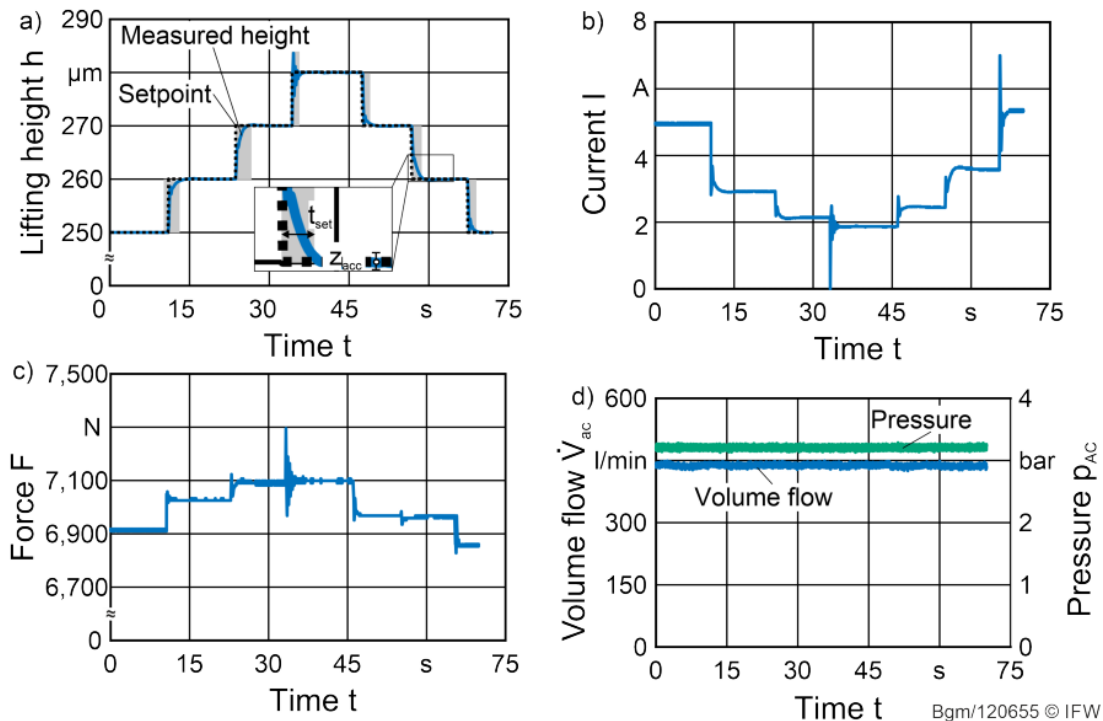 a)
290
Measured height
µm
Setpoint
270
260
250
0
Lifting height h
t_set
z_acc
0 15 30 45 s 75
Time t
b)
8
A
4
2
0
Current I
0 15 30 45 s 75
Time t
c)
7,500
N
7,100
6,900
6,700
0
Force F
0 15 30 45 s 75
Time t
d)
600
l/min
300
150
0
Volume flow V̇_ac
Pressure
Volume flow
4
bar
2
1
0
Pressure p_AC
0 15 30 45 s 75
Time t
Bgm/120655 © IFW